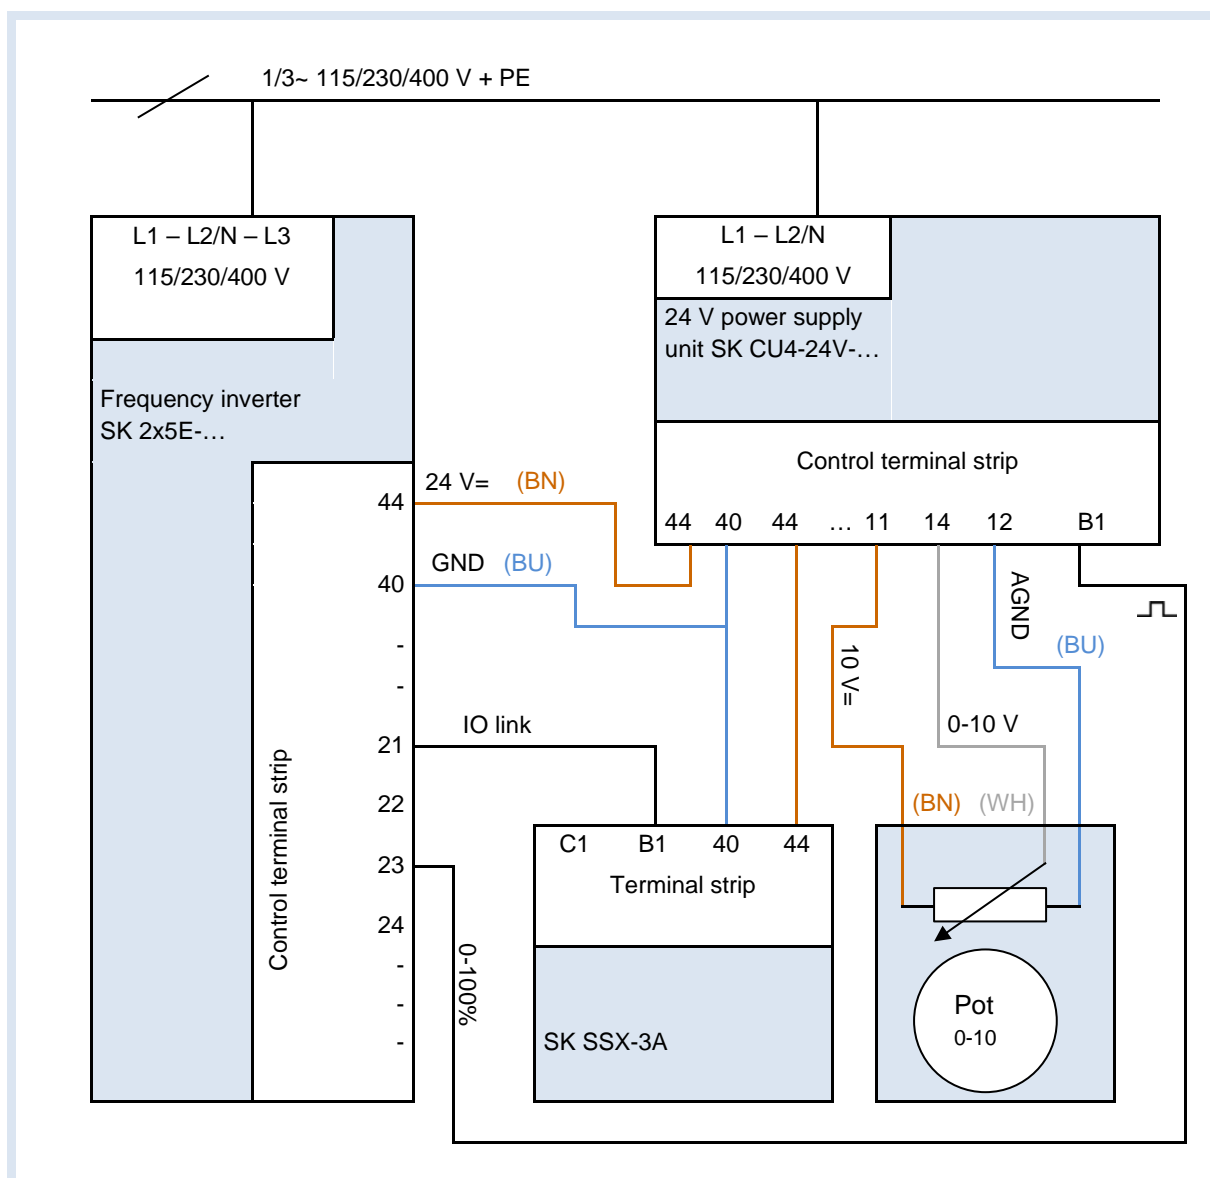 1/3~ 115/230/400 V + PE
L1 – L2/N – L3
115/230/400 V
Frequency inverter
SK 2x5E-…
Control terminal strip
44
40
-
-
21
22
23
24
-
-
-
24 V= (BN)
GND (BU)
IO link
0-100%
L1 – L2/N
115/230/400 V
24 V power supply
unit SK CU4-24V-…
Control terminal strip
44 40 44 … 11 14 12 B1
10 V=
0-10 V
AGND
(BU)
(BN) (WH)
C1 B1 40 44
Terminal strip
SK SSX-3A
Pot
0-10